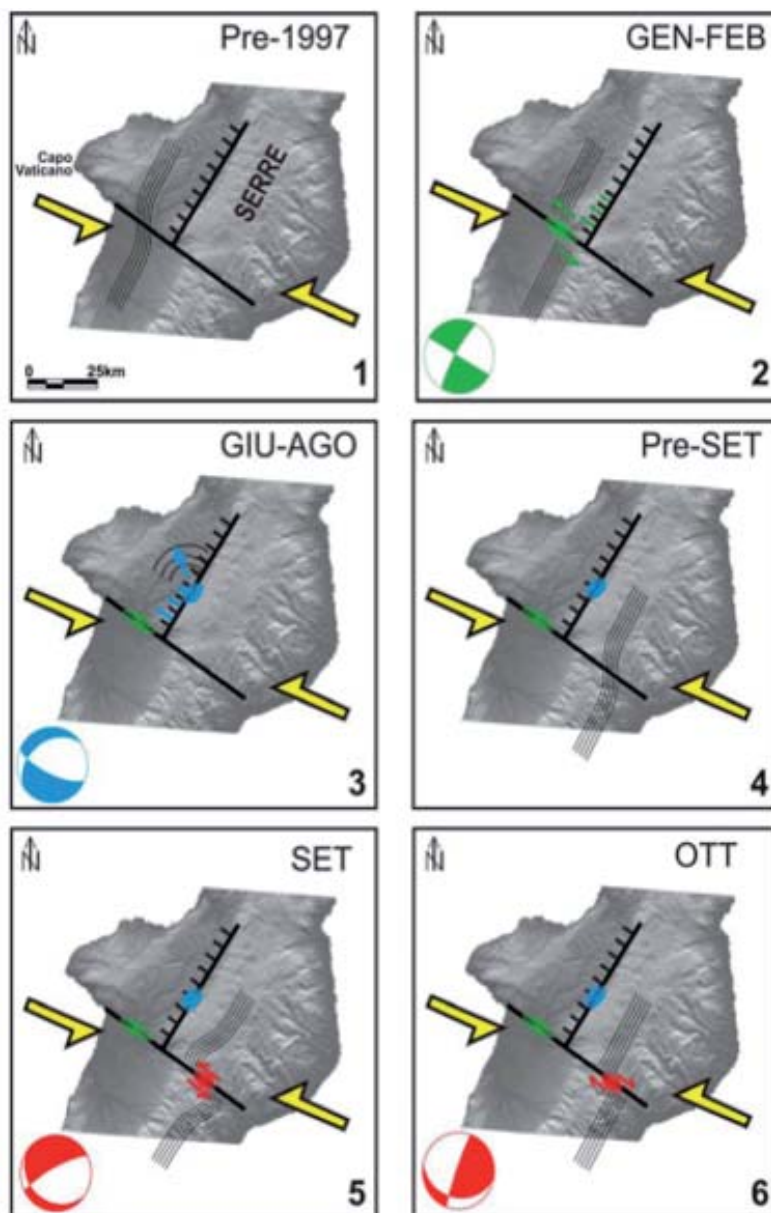 N
Pre-1997
Capo
Vaticano
SERRE
0 25km
1
N
GEN-FEB
2
N
GIU-AGO
3
N
Pre-SET
4
N
SET
5
N
OTT
6